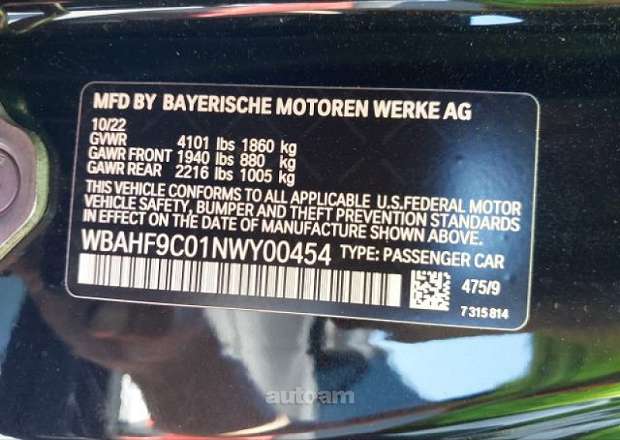 MFD BY BAYERISCHE MOTOREN WERKE AG
10/22
GVWR 4101 lbs 1860 kg
GAWR FRONT 1940 lbs 880 kg
GAWR REAR 2216 lbs 1005 kg
THIS VEHICLE CONFORMS TO ALL APPLICABLE U.S.FEDERAL MOTOR
VEHICLE SAFETY, BUMPER AND THEFT PREVENTION STANDARDS
IN EFFECT ON THE DATE OF MANUFACTURE SHOWN ABOVE.
WBAHF9C01NWY00454 TYPE: PASSENGER CAR
475/9
7 315 814
autoam